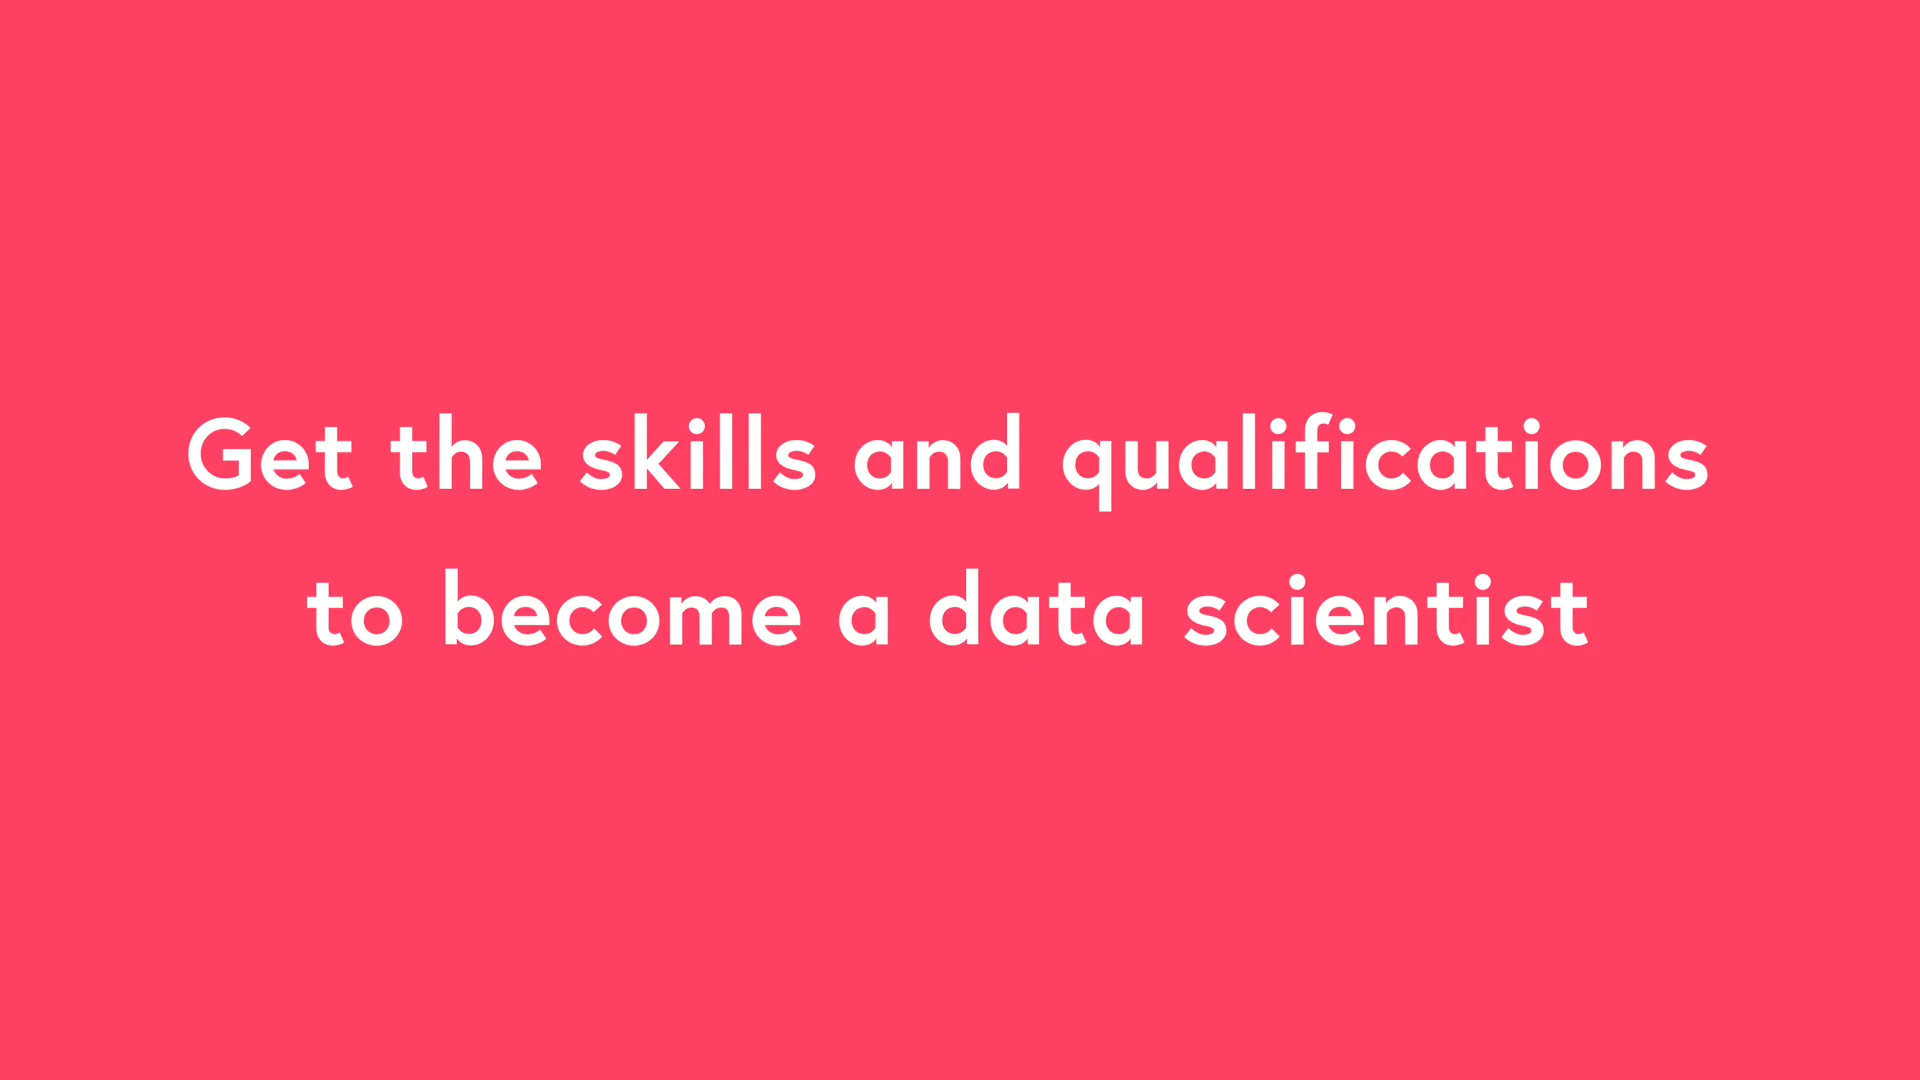 Get the skills and qualifications
to become a data scientist